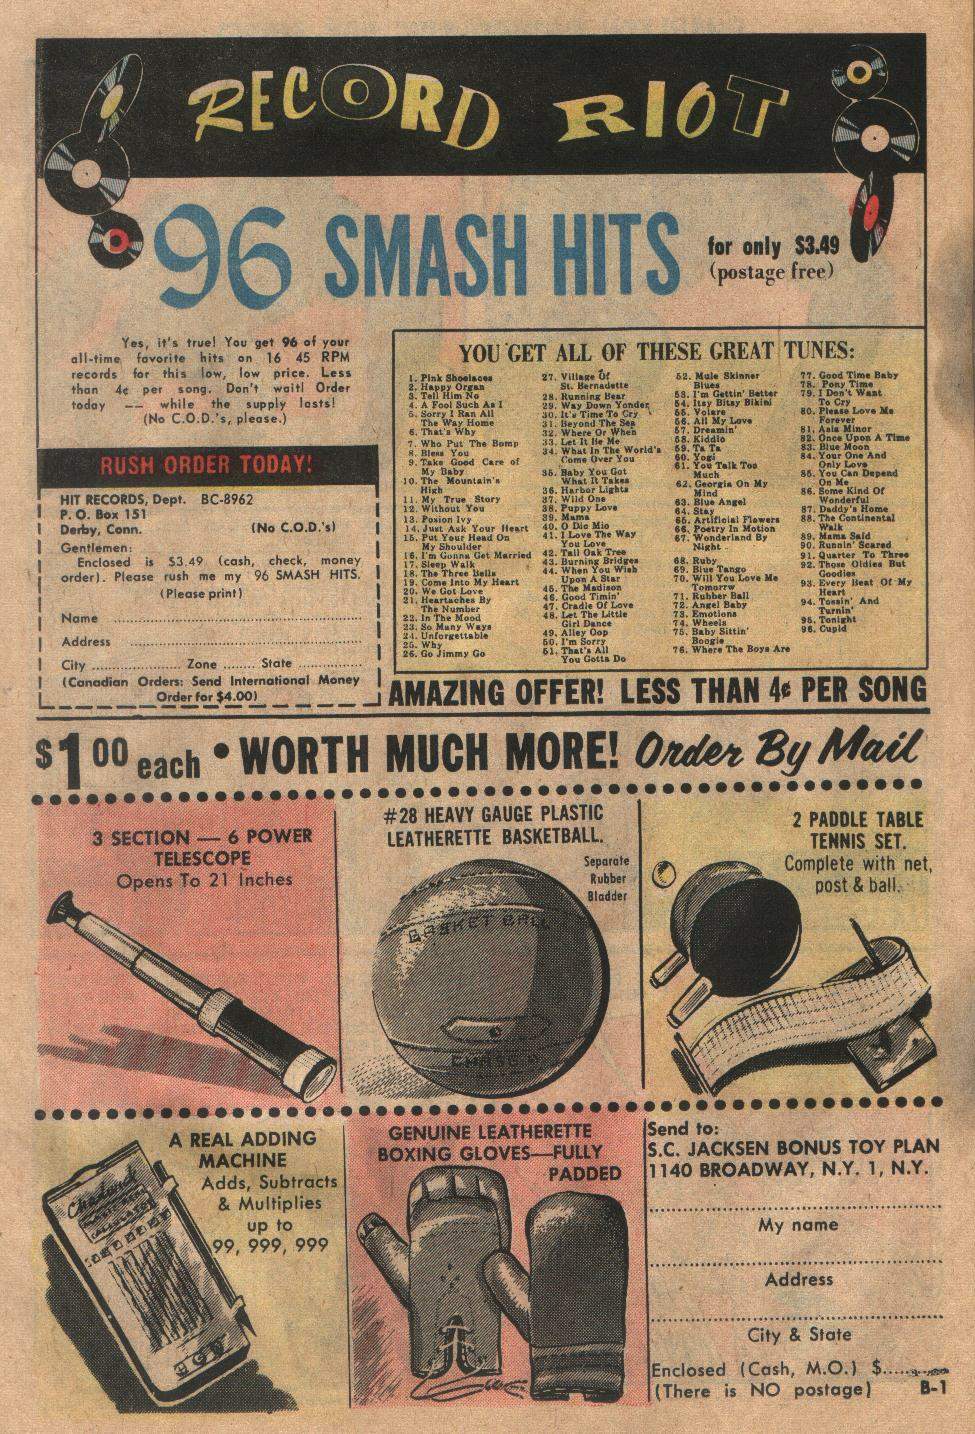 RECORD RIOT
96 SMASH HITS
for only $3.49
(postage free)
Yes, it's true! You get 96 of your
all-time favorite hits on 16 45 RPM
records for this low, low price. Less
than 4¢ per song. Don't wait! Order
today -- while the supply lasts!
(No C.O.D.'s, please.)
RUSH ORDER TODAY!
HIT RECORDS, Dept. BC-8962
P. O. Box 151
Derby, Conn. (No C.O.D.'s)
Gentlemen:
Enclosed is $3.49 (cash, check, money
order). Please rush me my 96 SMASH HITS.
(Please print)
Name
Address
City Zone State
(Canadian Orders: Send International Money
Order for $4.00)
YOU GET ALL OF THESE GREAT TUNES:
1. Pink Shoelaces
2. Happy Organ
3. Tell Him No
4. A Fool Such As I
5. Sorry I Ran All
The Way Home
6. That's Why
7. Who Put The Bomp
8. Bless You
9. Take Good Care of
My Baby
10. The Mountain's
High
11. My True Story
12. Without You
13. Posion Ivy
14. Just Ask Your Heart
15. Put Your Head On
My Shoulder
16. I'm Gonna Get Married
17. Sleep Walk
18. The Three Bells
19. Come Into My Heart
20. We Got Love
21. Heartaches By
The Number
22. In The Mood
23. So Many Ways
24. Unforgettable
25. Why
26. Go Jimmy Go
27. Village Of
St. Bernadette
28. Running Bear
29. Way Down Yonder
30. It's Time To Cry
31. Beyond The Sea
32. Where Or When
33. Let It Be Me
34. What In The World's
Come Over You
35. Baby You Got
What It Takes
36. Harbor Lights
37. Wild One
38. Puppy Love
39. Mama
40. O Dio Mio
41. I Love The Way
You Love
42. Tall Oak Tree
43. Burning Bridges
44. When You Wish
Upon A Star
45. The Madison
46. Good Timin'
47. Cradle Of Love
48. Let The Little
Girl Dance
49. Alley Oop
50. I'm Sorry
51. That's All
You Gotta Do
52. Mule Skinner
Blues
53. I'm Gettin' Better
54. Itsy Bitsy Bikini
55. Volare
56. All My Love
57. Dreamin'
58. Kiddio
59. Ta Ta
60. Yogi
61. You Talk Too
Much
62. Georgia On My
Mind
63. Blue Angel
64. Stay
65. Artificial Flowers
66. Poetry In Motion
67. Wonderland By
Night
68. Ruby
69. Blue Tango
70. Will You Love Me
Tomorrow
71. Rubber Ball
72. Angel Baby
73. Emotions
74. Wheels
75. Baby Sittin'
Boogie
76. Where The Boys Are
77. Good Time Baby
78. Pony Time
79. I Don't Want
To Cry
80. Please Love Me
Forever
81. Asia Minor
82. Once Upon A Time
83. Blue Moon
84. Your One And
Only Love
85. You Can Depend
On Me
86. Some Kind Of
Wonderful
87. Daddy's Home
88. The Continental
Walk
89. Mama Said
90. Runnin' Scared
91. Quarter To Three
92. Those Oldies But
Goodies
93. Every Beat Of My
Heart
94. Tossin' And
Turnin'
95. Tonight
96. Cupid
AMAZING OFFER! LESS THAN 4¢ PER SONG
$1.00 each • WORTH MUCH MORE! Order By Mail
3 SECTION — 6 POWER
TELESCOPE
Opens To 21 Inches
#28 HEAVY GAUGE PLASTIC
LEATHERETTE BASKETBALL.
Separate
Rubber
Bladder
BASKET BALL
2 PADDLE TABLE
TENNIS SET.
Complete with net,
post & ball.
A REAL ADDING
MACHINE
Adds, Subtracts
& Multiplies
up to
99, 999, 999
GENUINE LEATHERETTE
BOXING GLOVES—FULLY
PADDED
Send to:
S.C. JACKSEN BONUS TOY PLAN
1140 BROADWAY, N.Y. 1, N.Y.
My name
Address
City & State
Enclosed (Cash, M.O.) $
(There is NO postage) B-1